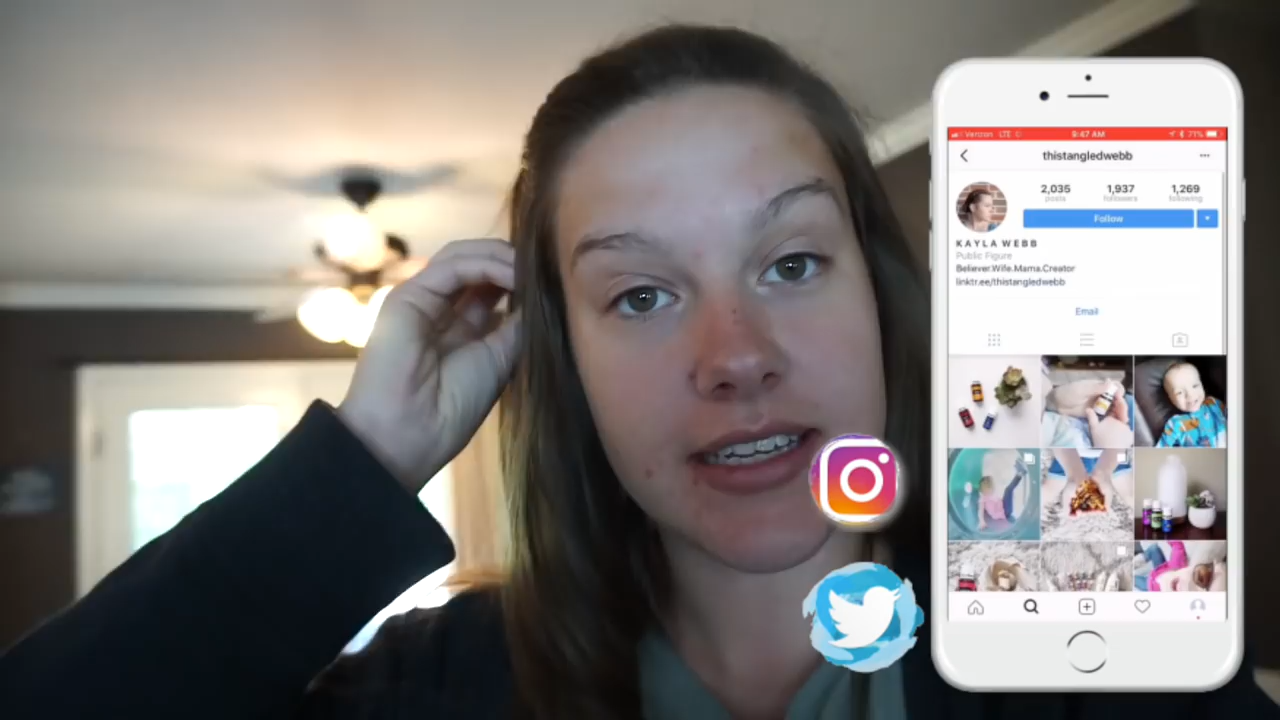 Verizon LTE
9:47 AM
71%
thistangledwebb
2,035 1,937 1,269
posts followers following
Follow
KAYLA WEBB
Public Figure
Believer.Wife.Mama.Creator
linktr.ee/thistangledwebb
Email